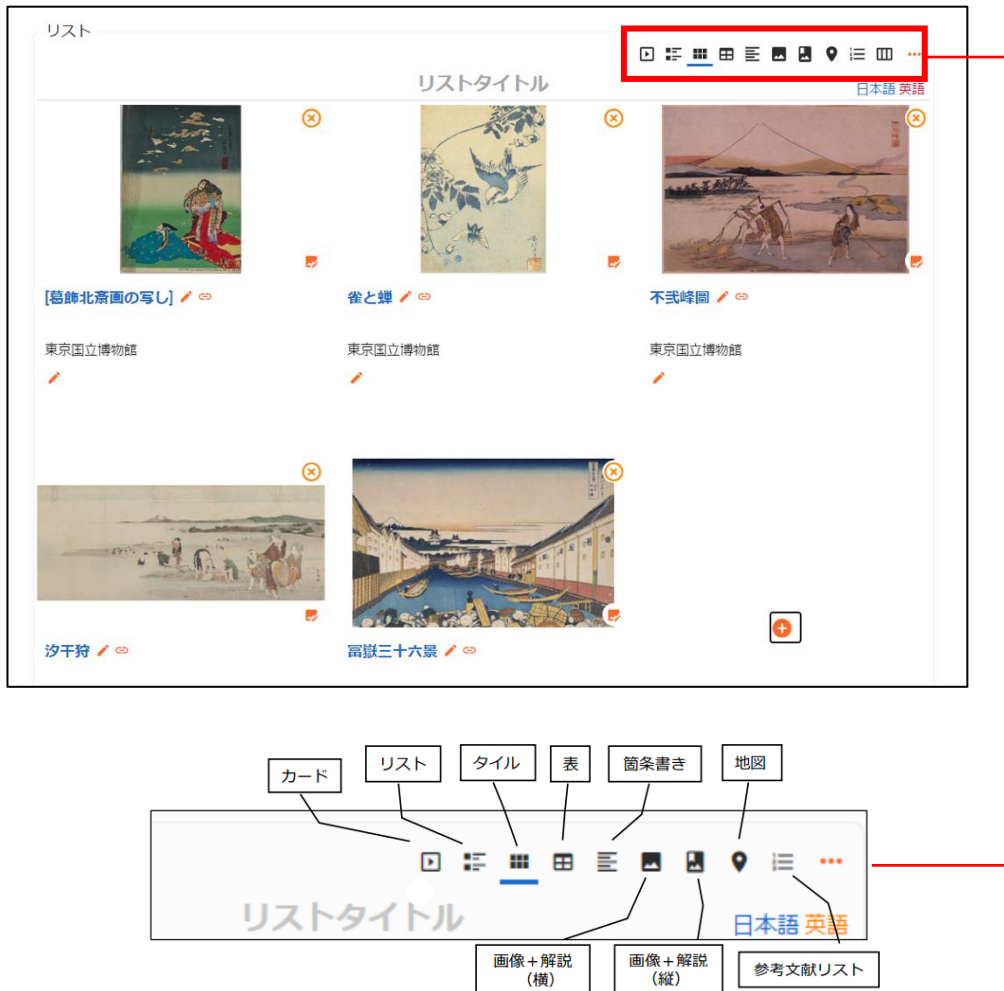 リスト
リストタイトル
日本語 英語
[葛飾北斎画の写し]
雀と蝉
不弐峰圖
東京国立博物館
東京国立博物館
東京国立博物館
汐干狩
冨嶽三十六景
カード
リスト
タイル
表
箇条書き
地図
リストタイトル
日本語 英語
画像+解説
(横)
画像+解説
(縦)
参考文献リスト